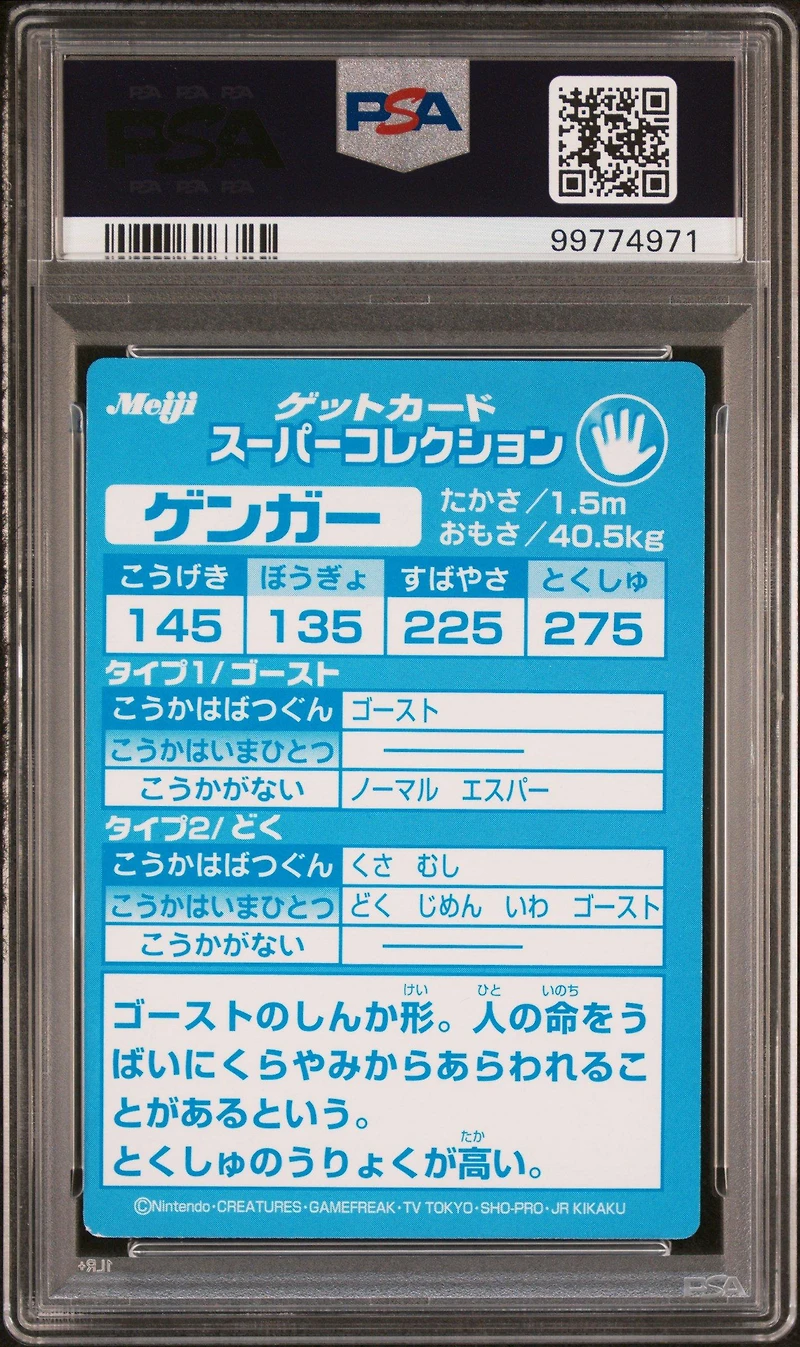 PSA PSA PSA
PSA
PSA PSA PSA
PSA
99774971
Meiji
ゲットカード
スーパーコレクション
ゲンガー
たかさ/1.5m
おもさ/40.5kg
こうげき ぼうぎょ すばやさ とくしゅ
145 135 225 275
タイプ1/ゴースト
こうかはばつぐん ゴースト
こうかはいまひとつ ————
こうかがない ノーマル エスパー
タイプ2/どく
こうかはばつぐん くさ むし
こうかはいまひとつ どく じめん いわ ゴースト
こうかがない ————
けい ひと いのち
ゴーストのしんか形。人の命をう
ばいにくらやみからあらわれるこ
とがあるという。
たか
とくしゅのうりょくが高い。
©Nintendo・CREATURES・GAMEFREAK・TV TOKYO・SHO-PRO・JR KIKAKU
1LR+
PSA